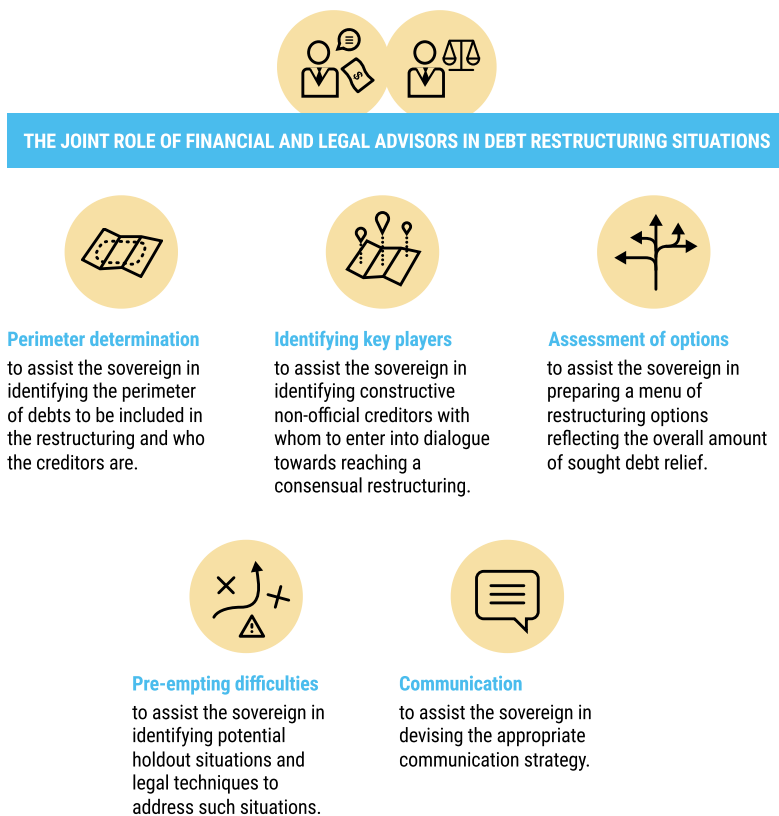 THE JOINT ROLE OF FINANCIAL AND LEGAL ADVISORS IN DEBT RESTRUCTURING SITUATIONS
Perimeter determination
to assist the sovereign in
identifying the perimeter
of debts to be included in
the restructuring and who
the creditors are.
Identifying key players
to assist the sovereign in
identifying constructive
non-official creditors with
whom to enter into dialogue
towards reaching a
consensual restructuring.
Assessment of options
to assist the sovereign in
preparing a menu of
restructuring options
reflecting the overall amount
of sought debt relief.
Pre-empting difficulties
to assist the sovereign in
identifying potential
holdout situations and
legal techniques to
address such situations.
Communication
to assist the sovereign in
devising the appropriate
communication strategy.